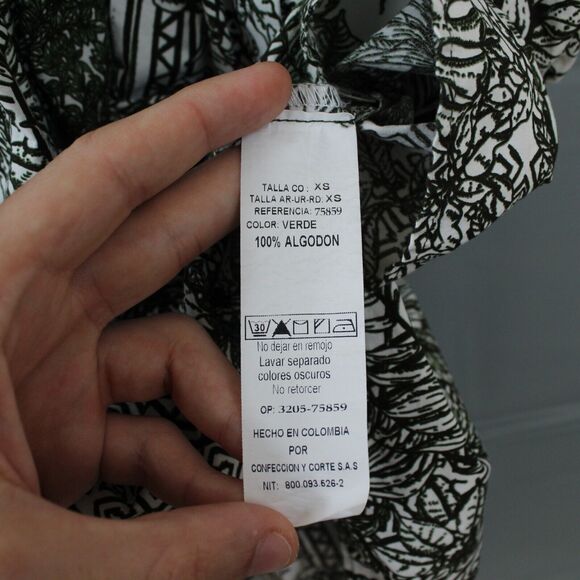 TALLA CO: XS
TALLA AR-UR-RD: XS
REFERENCIA: 75859
COLOR: VERDE
100% ALGODON
30
No dejar en remojo
Lavar separado
colores oscuros
No retorcer
OP: 3205-75859
HECHO EN COLOMBIA
POR
CONFECCION Y CORTE S.A.S
NIT: 800.093.626-2